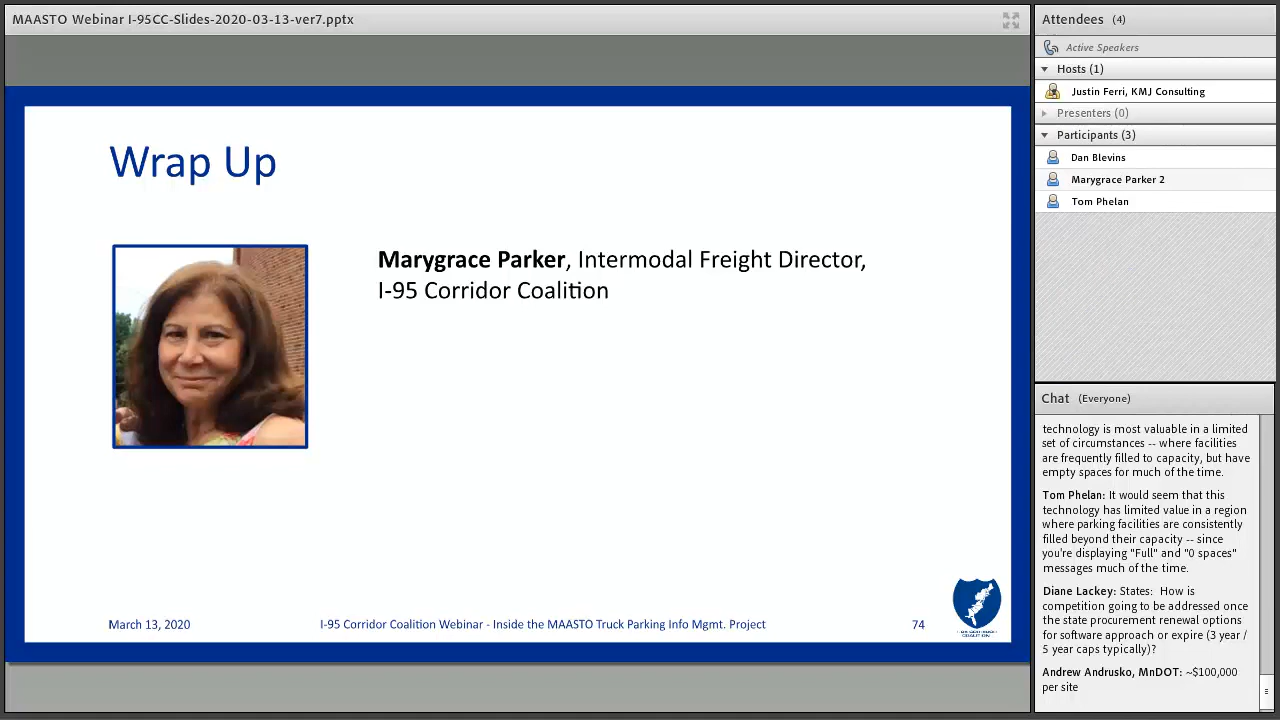 MAASTO Webinar I-95CC-Slides-2020-03-13-ver7.pptx
Wrap Up
Marygrace Parker, Intermodal Freight Director,
I-95 Corridor Coalition
March 13, 2020
I-95 Corridor Coalition Webinar - Inside the MAASTO Truck Parking Info Mgmt. Project
74
Attendees (4)
Active Speakers
Hosts (1)
Justin Ferri, KMJ Consulting
Presenters (0)
Participants (3)
Dan Blevins
Marygrace Parker 2
Tom Phelan
Chat (Everyone)
technology is most valuable in a limited
set of circumstances -- where facilities
are frequently filled to capacity, but have
empty spaces for much of the time.
Tom Phelan: It would seem that this
technology has limited value in a region
where parking facilities are consistently
filled beyond their capacity -- since
you're displaying "Full" and "0 spaces"
messages much of the time.
Diane Lackey: States: How is
competition going to be addressed once
the state procurement renewal options
for software approach or expire (3 year /
5 year caps typically)?
Andrew Andrusko, MnDOT: ~$100,000
per site